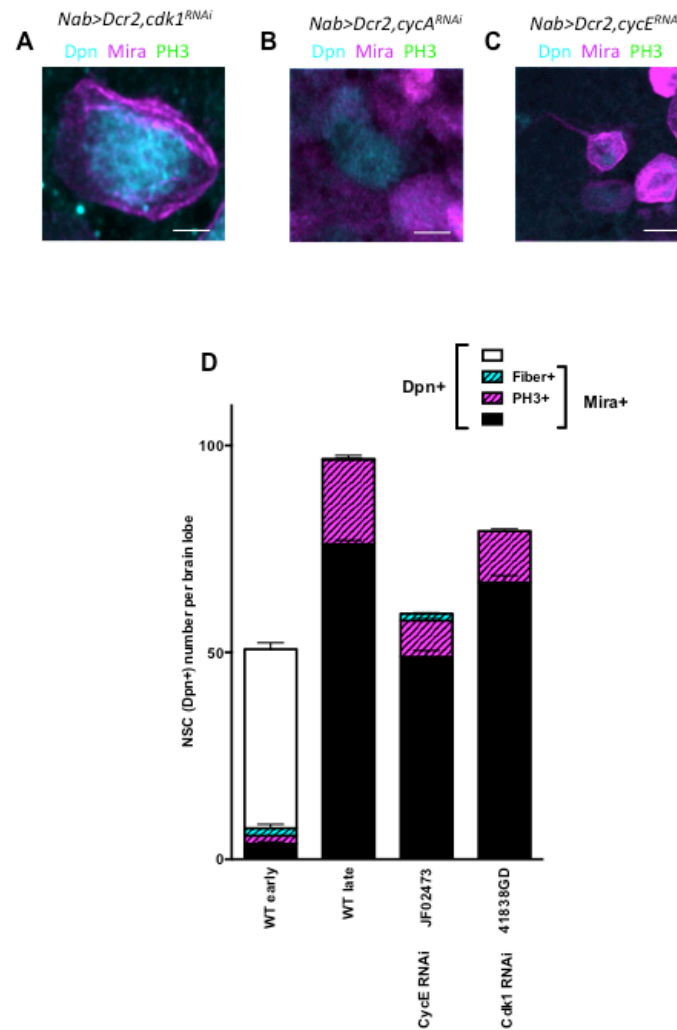 A
Nab>Dcr2,cdk1RNAi
Dpn Mira PH3
B
Nab>Dcr2,cycARNAi
Dpn Mira PH3
C
Nab>Dcr2,cycERNA
Dpn Mira PH3
D
Dpn+
Fiber+
PH3+
Mira+
NSC (Dpn+) number per brain lobe
100
50
0
WT early
WT late
JF02473
41838GD
CycE RNAi
Cdk1 RNAi